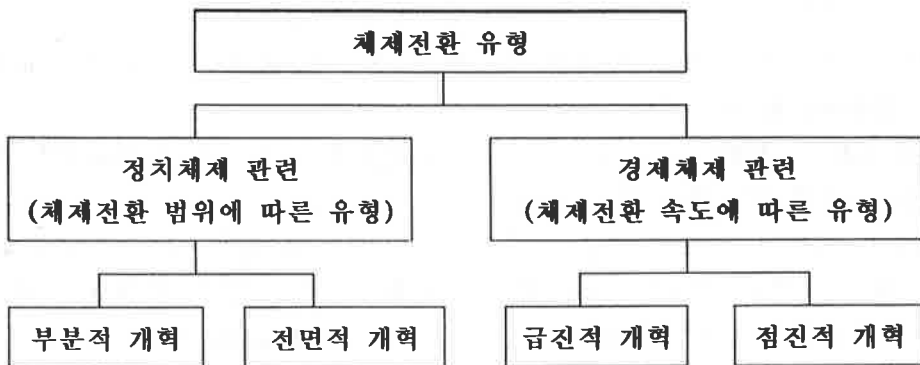 체제전환 유형
정치체제 관련
(체제전환 범위에 따른 유형)
경제체제 관련
(체제전환 속도에 따른 유형)
부분적 개혁
전면적 개혁
급진적 개혁
점진적 개혁